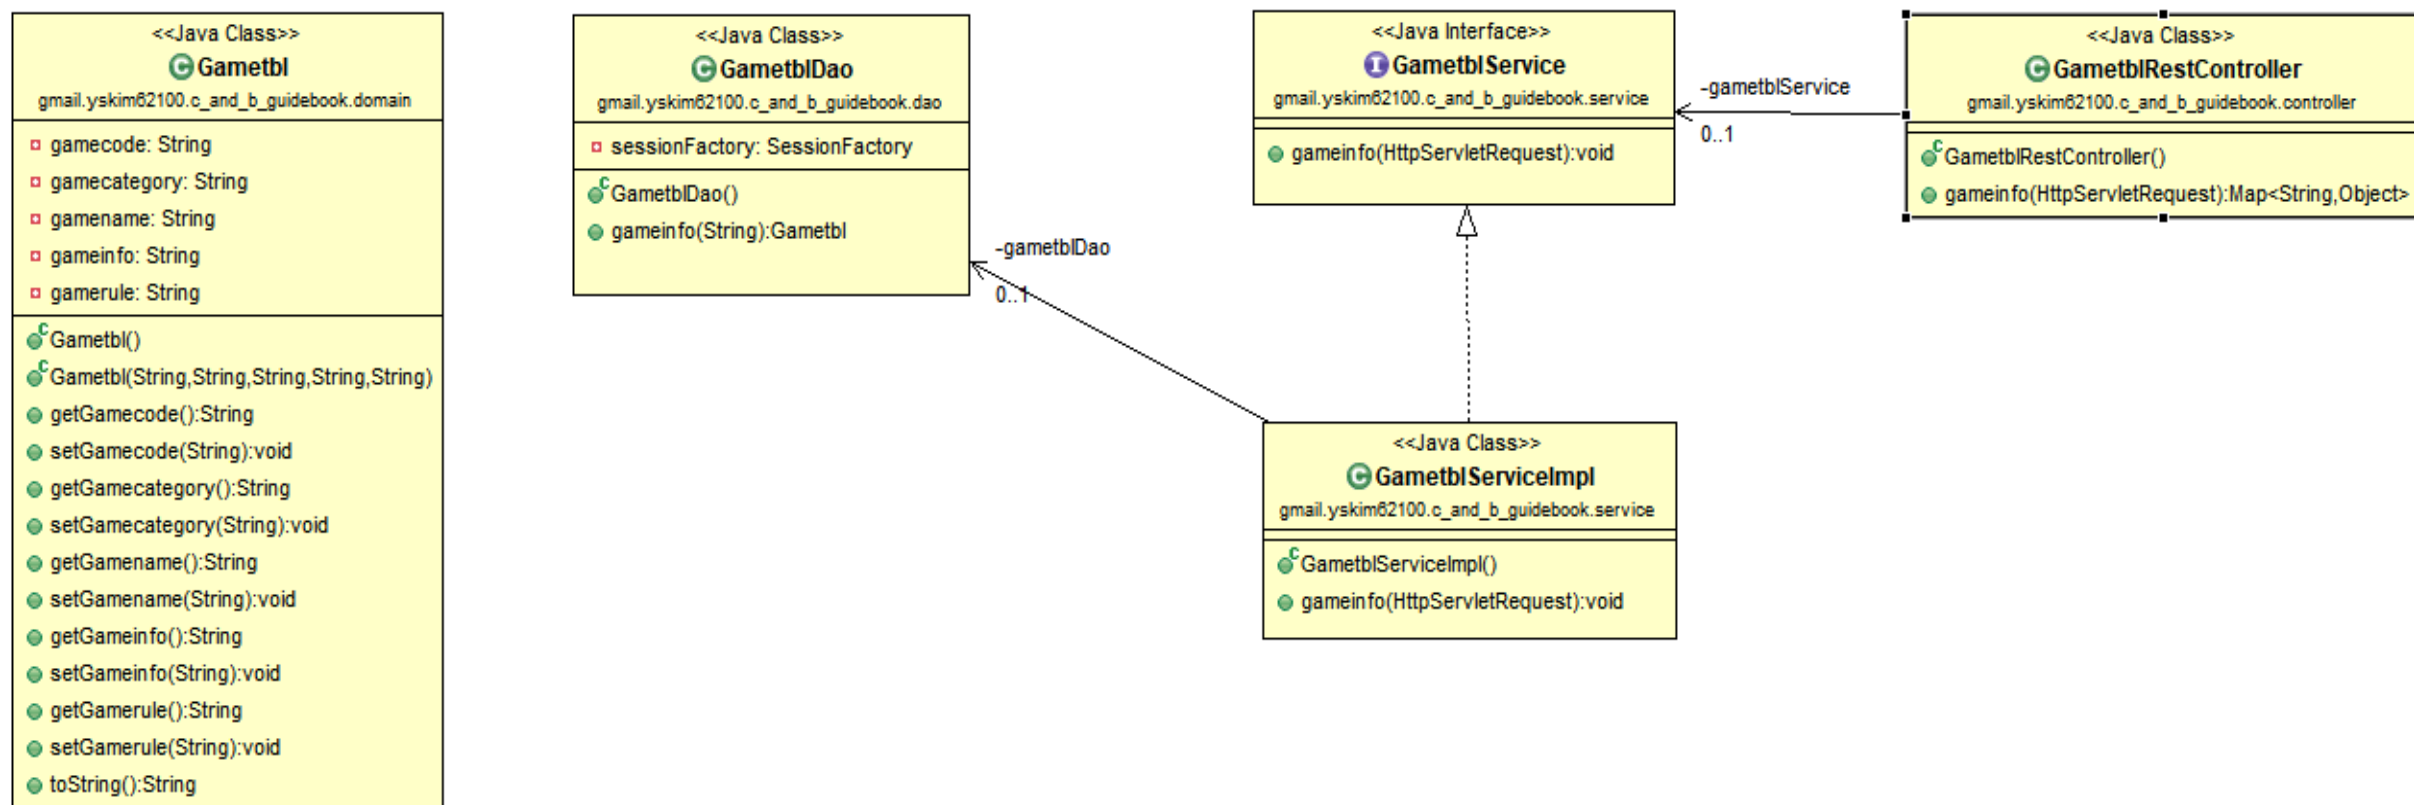 <<Java Class>>
Gametbl
gmail.yskim62100.c_and_b_guidebook.domain
gamecode: String
gamecategory: String
gamename: String
gameinfo: String
gamerule: String
Gametbl()
Gametbl(String,String,String,String,String)
getGamecode():String
setGamecode(String):void
getGamecategory():String
setGamecategory(String):void
getGamename():String
setGamename(String):void
getGameinfo():String
setGameinfo(String):void
getGamerule():String
setGamerule(String):void
toString():String
<<Java Class>>
GametblDao
gmail.yskim62100.c_and_b_guidebook.dao
sessionFactory: SessionFactory
GametblDao()
gameinfo(String):Gametbl
-gametblDao
0..1
<<Java Interface>>
GametblService
gmail.yskim62100.c_and_b_guidebook.service
gameinfo(HttpServletRequest):void
-gametblService
0..1
<<Java Class>>
GametblRestController
gmail.yskim62100.c_and_b_guidebook.controller
GametblRestController()
gameinfo(HttpServletRequest):Map<String,Object>
<<Java Class>>
GametblServiceImpl
gmail.yskim62100.c_and_b_guidebook.service
GametblServiceImpl()
gameinfo(HttpServletRequest):void